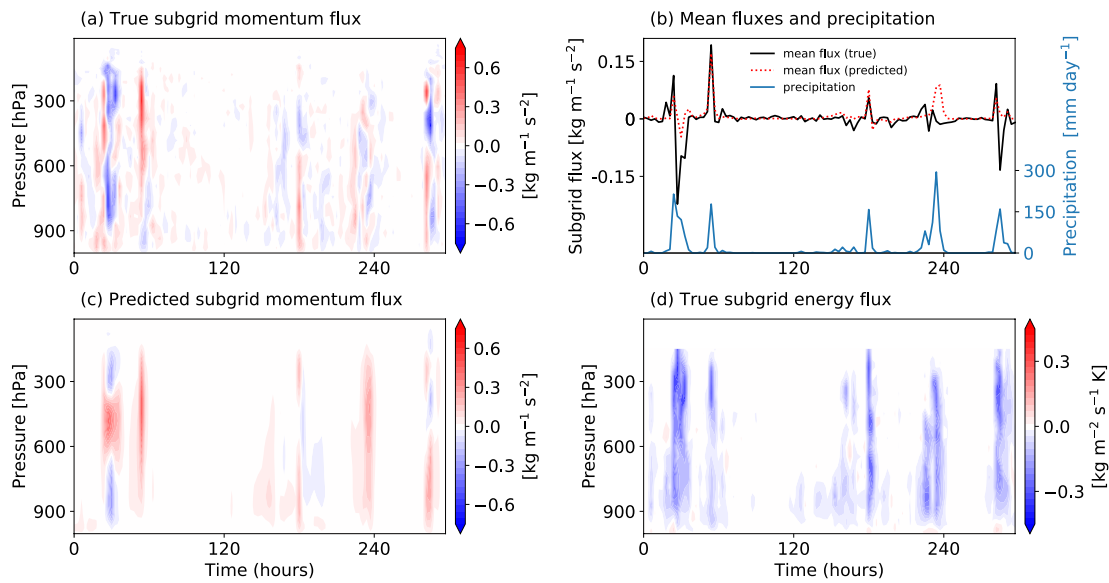 (a) True subgrid momentum flux
Pressure [hPa]
300
600
900
0
120
240
0.6
0.3
0.0
−0.3
−0.6
[kg m⁻¹ s⁻²]
(b) Mean fluxes and precipitation
Subgrid flux [kg m⁻¹ s⁻²]
0.15
0
-0.15
mean flux (true)
mean flux (predicted)
precipitation
0
120
240
300
150
0
Precipitation [mm day⁻¹]
(c) Predicted subgrid momentum flux
Pressure [hPa]
300
600
900
0
120
240
Time (hours)
0.6
0.3
0.0
−0.3
−0.6
[kg m⁻¹ s⁻²]
(d) True subgrid energy flux
Pressure [hPa]
300
600
900
0
120
240
Time (hours)
0.3
0.0
−0.3
[kg m⁻² s⁻¹ K]